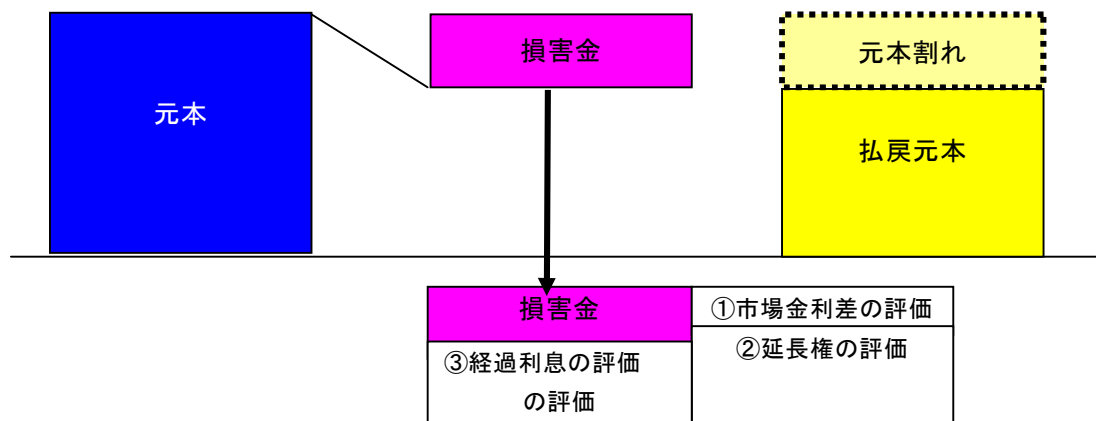 元本
損害金
元本割れ
払戻元本
損害金
①市場金利差の評価
②延長権の評価
③経過利息の評価
の評価